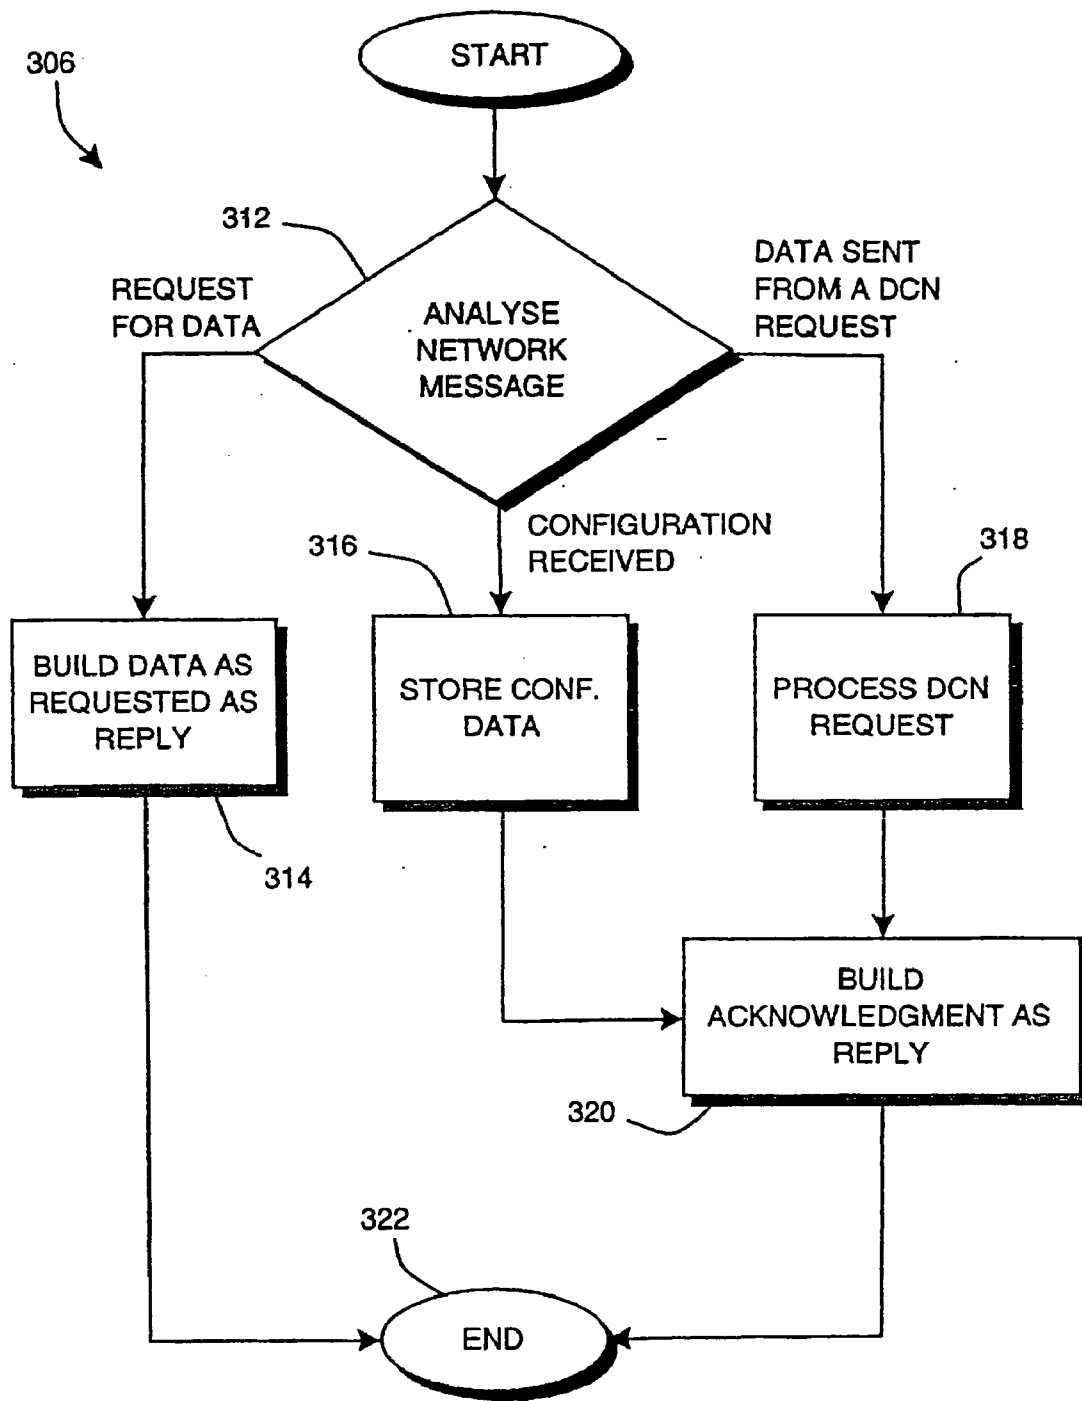 START
306
312
REQUEST
FOR DATA
ANALYSE
NETWORK
MESSAGE
DATA SENT
FROM A DCN
REQUEST
CONFIGURATION
RECEIVED
316
318
BUILD DATA AS
REQUESTED AS
REPLY
STORE CONF.
DATA
PROCESS DCN
REQUEST
314
BUILD
ACKNOWLEDGMENT AS
REPLY
320
322
END